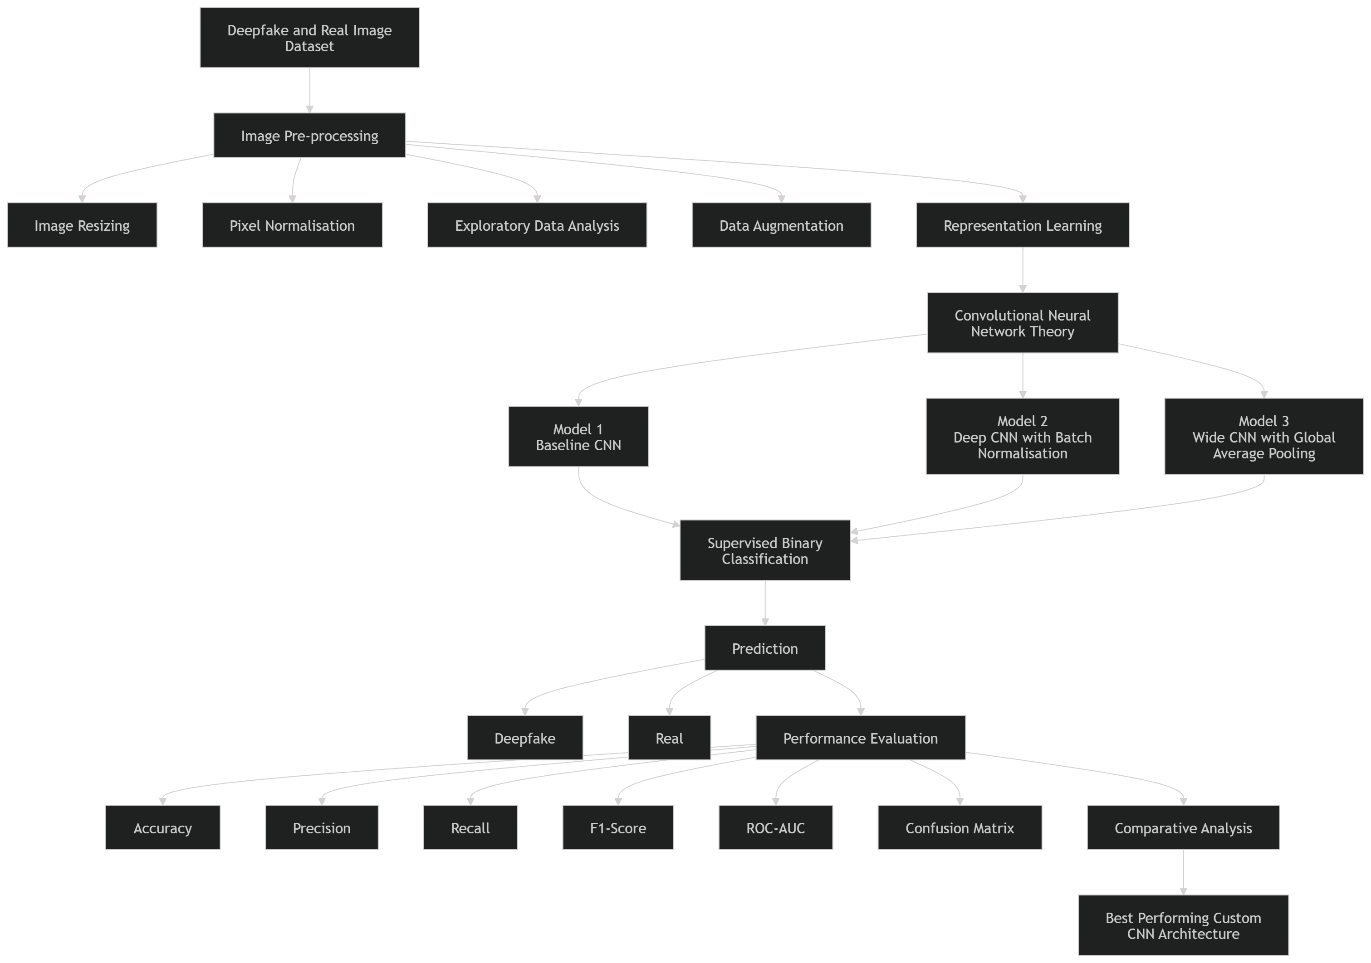 Deepfake and Real Image
Dataset
Image Pre-processing
Image Resizing
Pixel Normalisation
Exploratory Data Analysis
Data Augmentation
Representation Learning
Convolutional Neural
Network Theory
Model 1
Baseline CNN
Model 2
Deep CNN with Batch
Normalisation
Model 3
Wide CNN with Global
Average Pooling
Supervised Binary
Classification
Prediction
Deepfake
Real
Performance Evaluation
Accuracy
Precision
Recall
F1-Score
ROC-AUC
Confusion Matrix
Comparative Analysis
Best Performing Custom
CNN Architecture